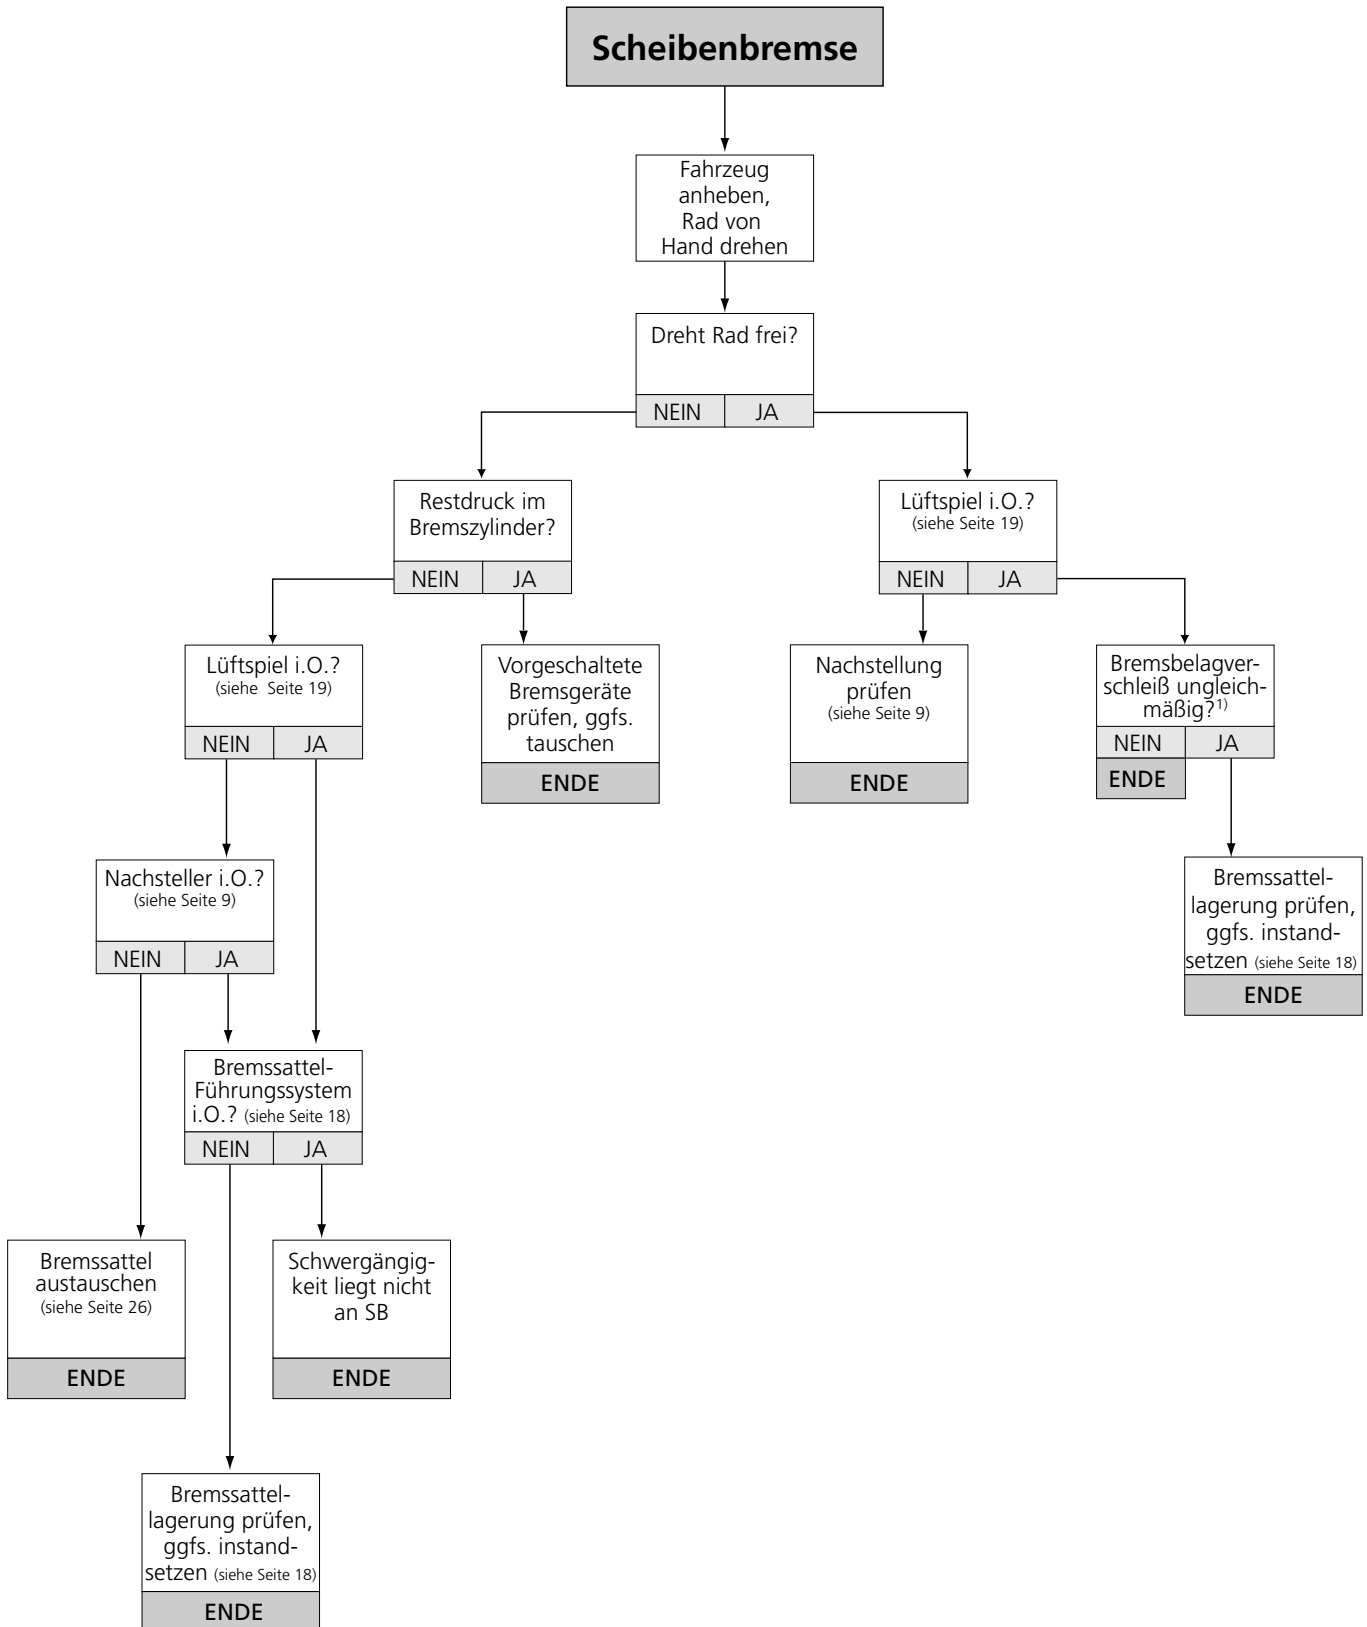 Scheibenbremse
Fahrzeug
anheben,
Rad von
Hand drehen
Dreht Rad frei?
NEIN JA
Restdruck im
Bremszylinder?
NEIN JA
Lüftspiel i.O.?
(siehe Seite 19)
NEIN JA
Lüftspiel i.O.?
(siehe Seite 19)
NEIN JA
Vorgeschaltete
Bremsgeräte
prüfen, ggfs.
tauschen
ENDE
Nachstellung
prüfen
(siehe Seite 9)
ENDE
Bremsbelagver-
schleiß ungleich-
mäßig?1)
NEIN JA
ENDE
Nachsteller i.O.?
(siehe Seite 9)
NEIN JA
Bremssattel-
lagerung prüfen,
ggfs. instand-
setzen (siehe Seite 18)
ENDE
Bremssattel-
Führungssystem
i.O.? (siehe Seite 18)
NEIN JA
Bremssattel
austauschen
(siehe Seite 26)
ENDE
Schwergängig-
keit liegt nicht
an SB
ENDE
Bremssattel-
lagerung prüfen,
ggfs. instand-
setzen (siehe Seite 18)
ENDE